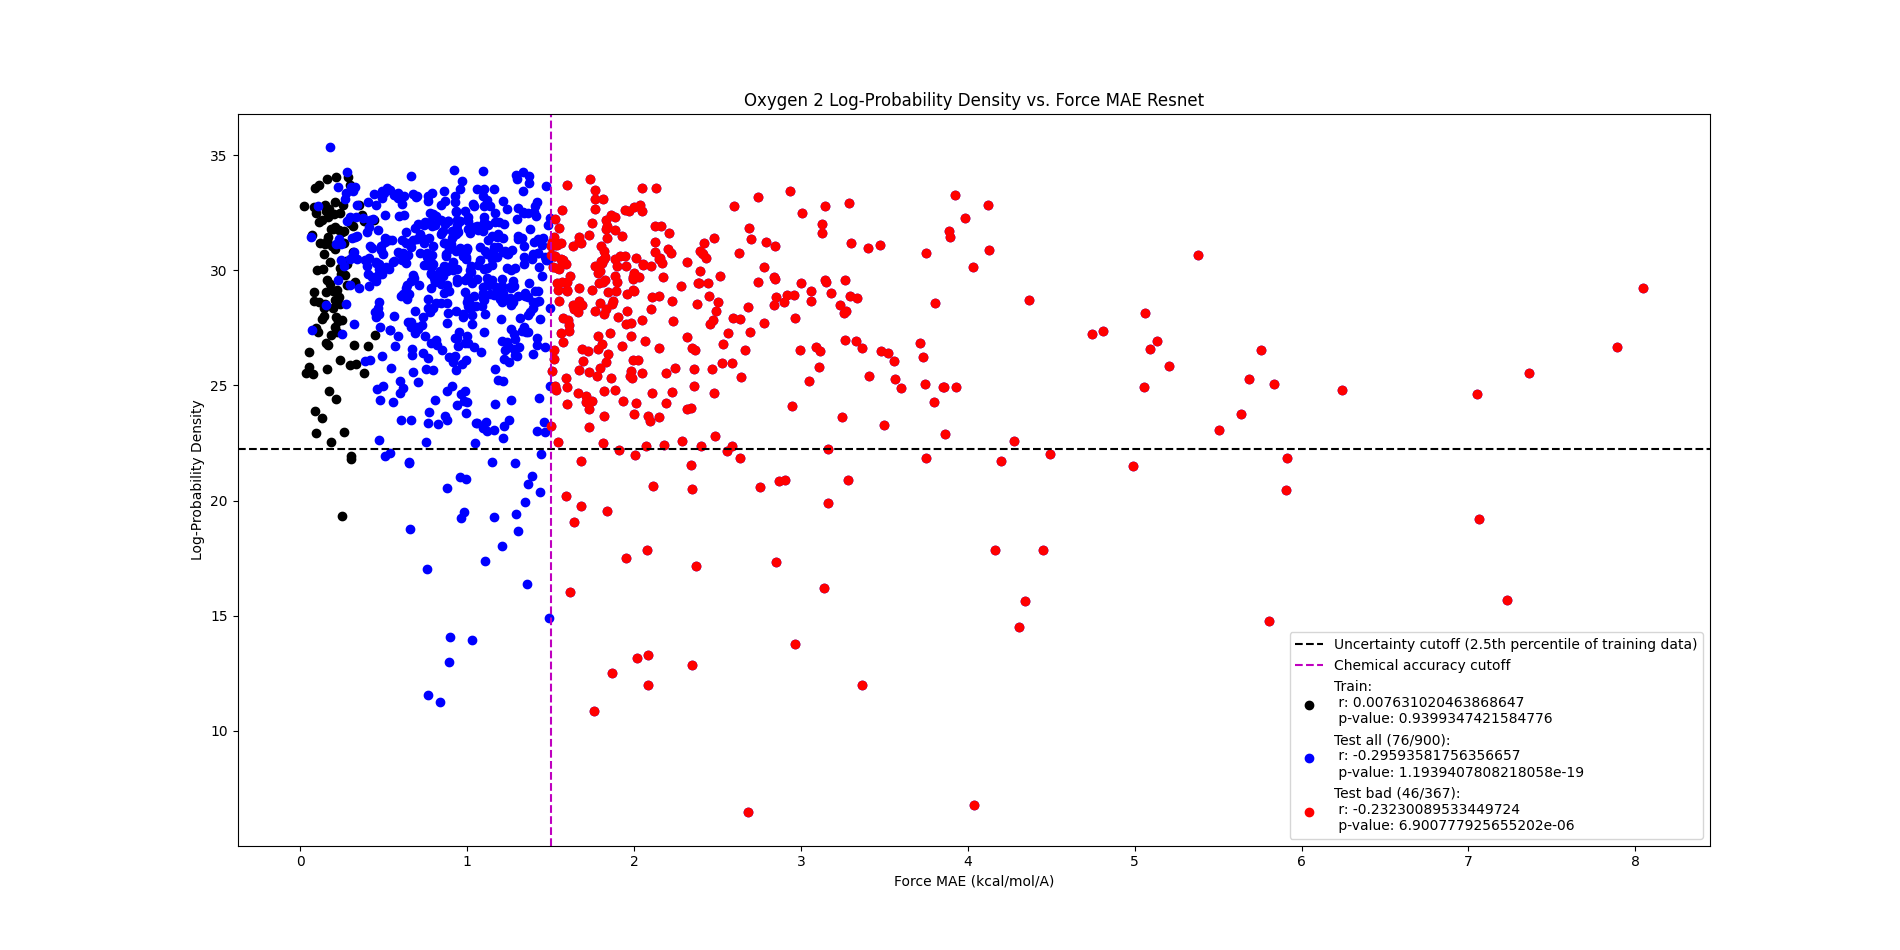 Oxygen 2 Log-Probability Density vs. Force MAE Resnet
Log-Probability Density
35
30
25
20
15
10
0 1 2 3 4 5 6 7 8
Force MAE (kcal/mol/A)
Uncertainty cutoff (2.5th percentile of training data)
Chemical accuracy cutoff
Train:
r: 0.007631020463868647
p-value: 0.9399347421584776
Test all (76/900):
r: -0.29593581756356657
p-value: 1.1939407808218058e-19
Test bad (46/367):
r: -0.23230089533449724
p-value: 6.900777925655202e-06